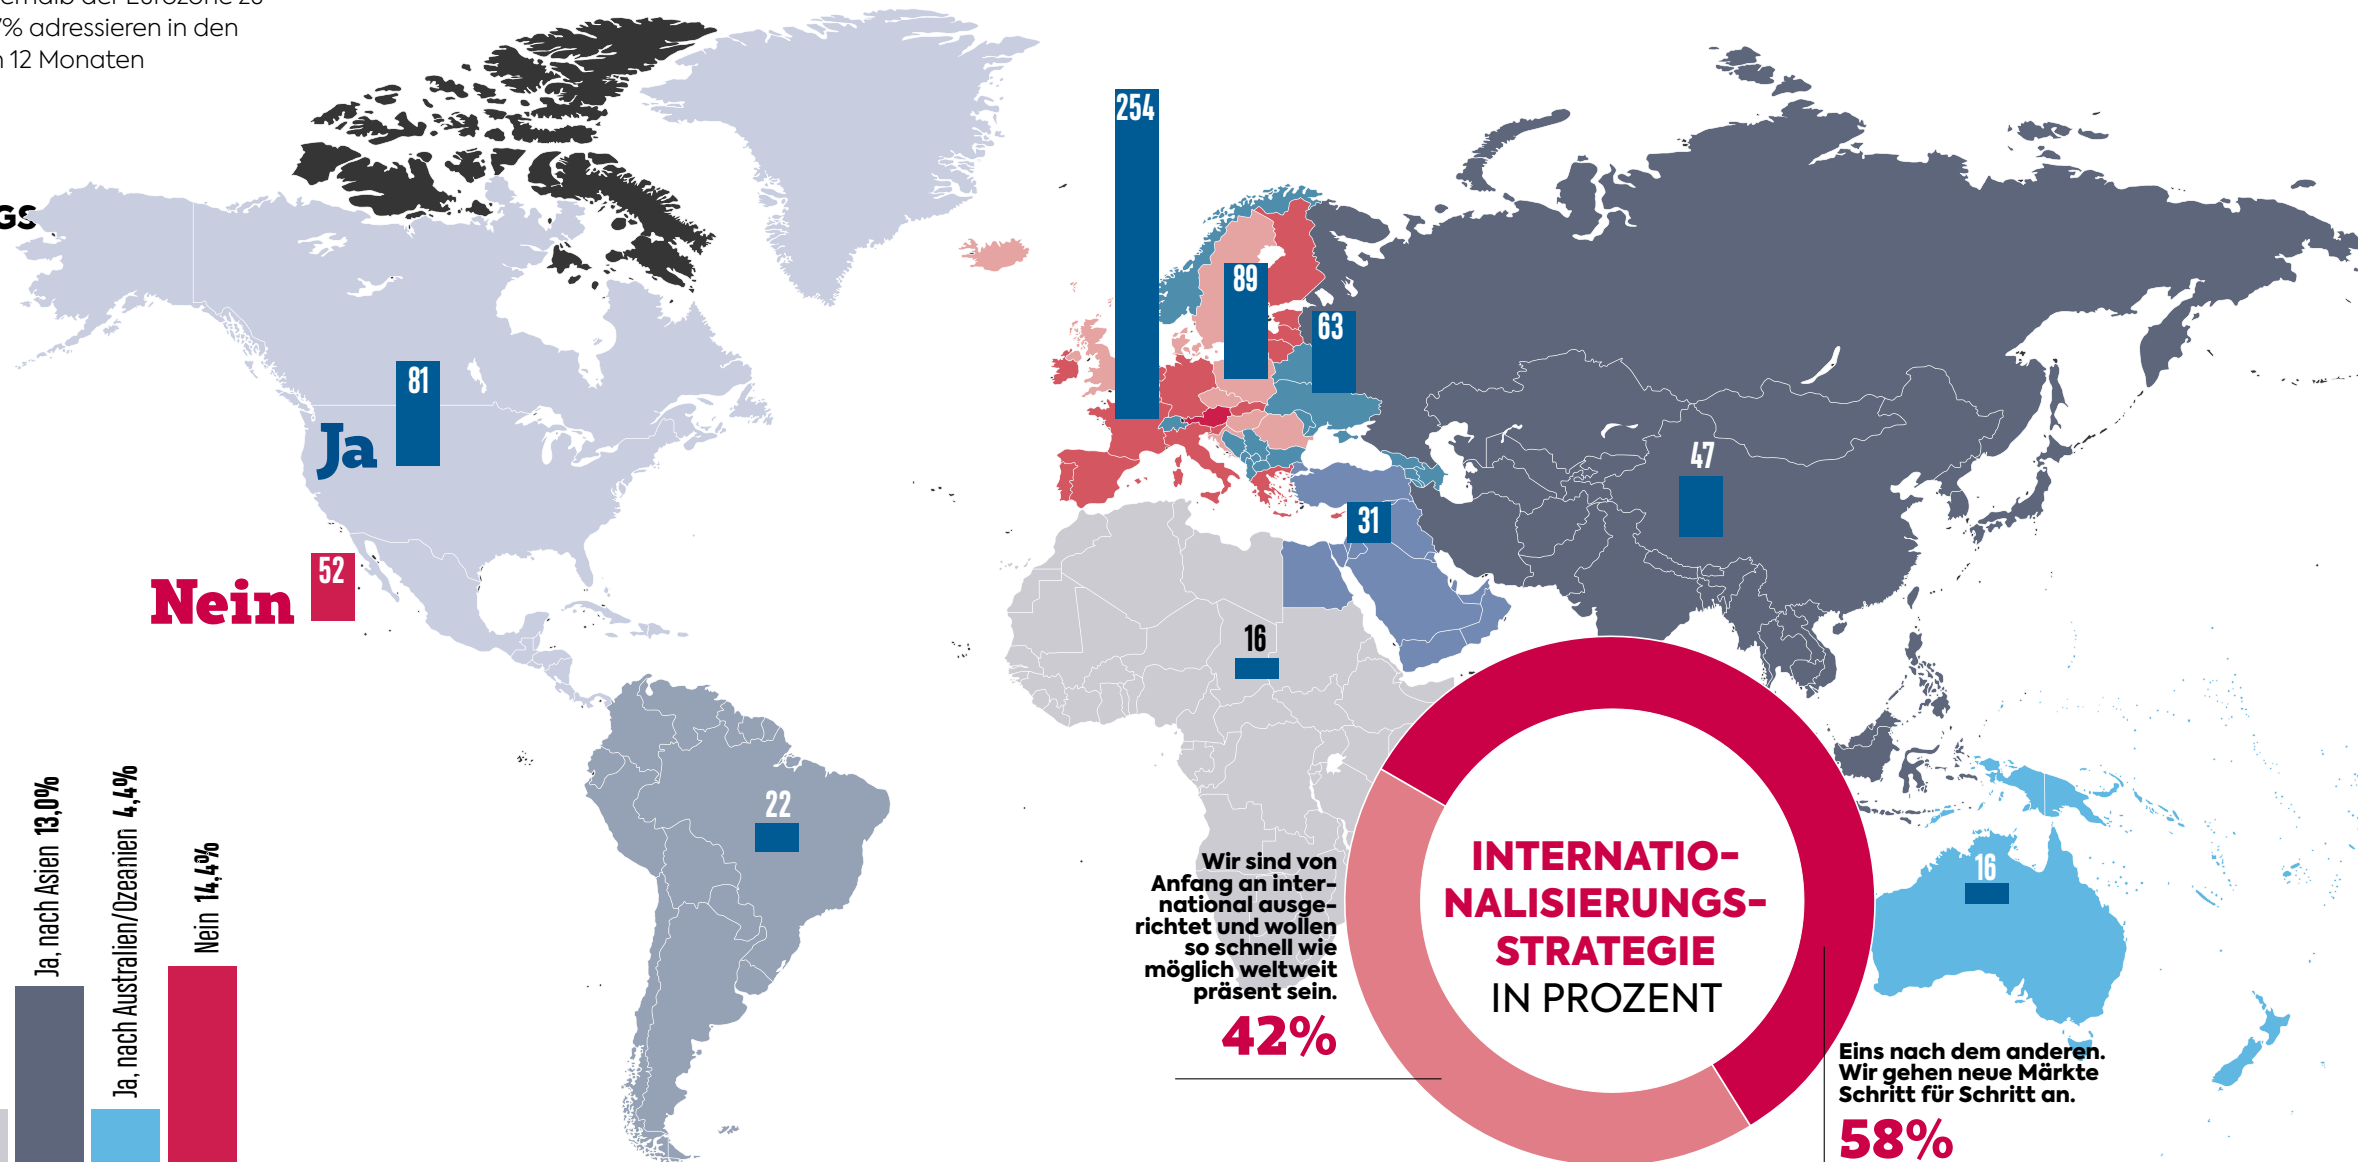 12 Monaten
% adressieren in den
GS
254
89
63
81
Ja
47
31
52
Nein
16
22
16
Ja, nach Asien 13,0%
Ja, nach Australien/Ozeanien 4,4%
Nein 14,4%
Wir sind von
Anfang an inter-
national ausge-
richtet und wollen
so schnell wie
möglich weltweit
präsent sein.
42%
INTERNATIO-
NALISIERUNGS-
STRATEGIE
IN PROZENT
Eins nach dem anderen.
Wir gehen neue Märkte
Schritt für Schritt an.
58%